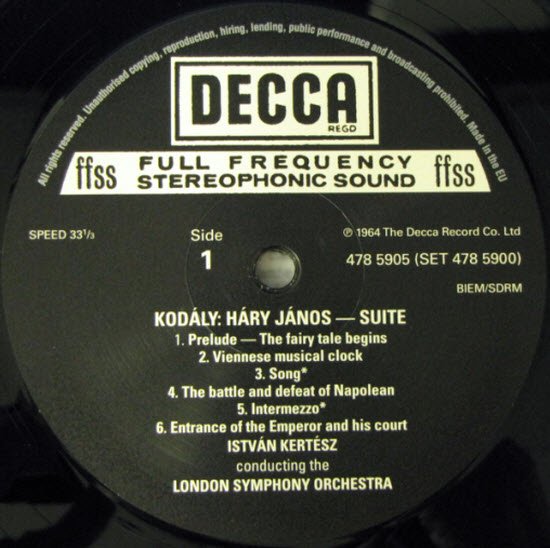 All rights reserved. Unauthorised copying, reproduction, hiring, lending, public performance and broadcasting prohibited. Made in the EU
DECCA
REGD
ffss FULL FREQUENCY STEREOPHONIC SOUND ffss
SPEED 33⅓
Side
1
℗ 1964 The Decca Record Co. Ltd
478 5905 (SET 478 5900)
BIEM/SDRM
KODÁLY: HÁRY JÁNOS — SUITE
1. Prelude — The fairy tale begins
2. Viennese musical clock
3. Song*
4. The battle and defeat of Napolean
5. Intermezzo*
6. Entrance of the Emperor and his court
ISTVÁN KERTÉSZ
conducting the
LONDON SYMPHONY ORCHESTRA